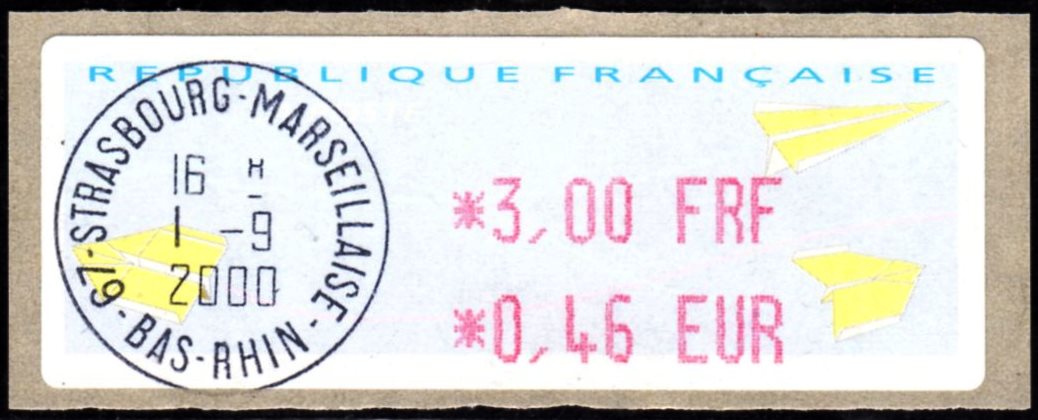 REPUBLIQUE FRANÇAISE
67-STRASBOURG-MARSEILLAISE-
BAS-RHIN
16 H
1 -9
2000
*3,00 FRF
*0,46 EUR